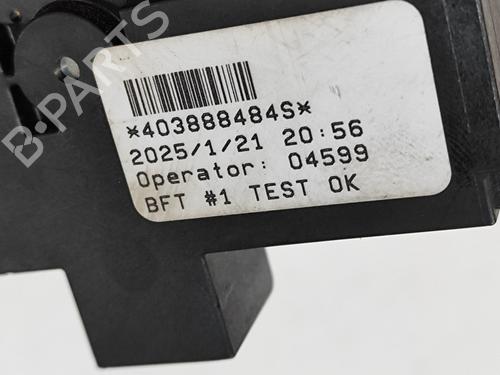 B-PARTS
*403888484S*
2025/1/21 20:56
Operator: 04599
BFT #1 TEST OK